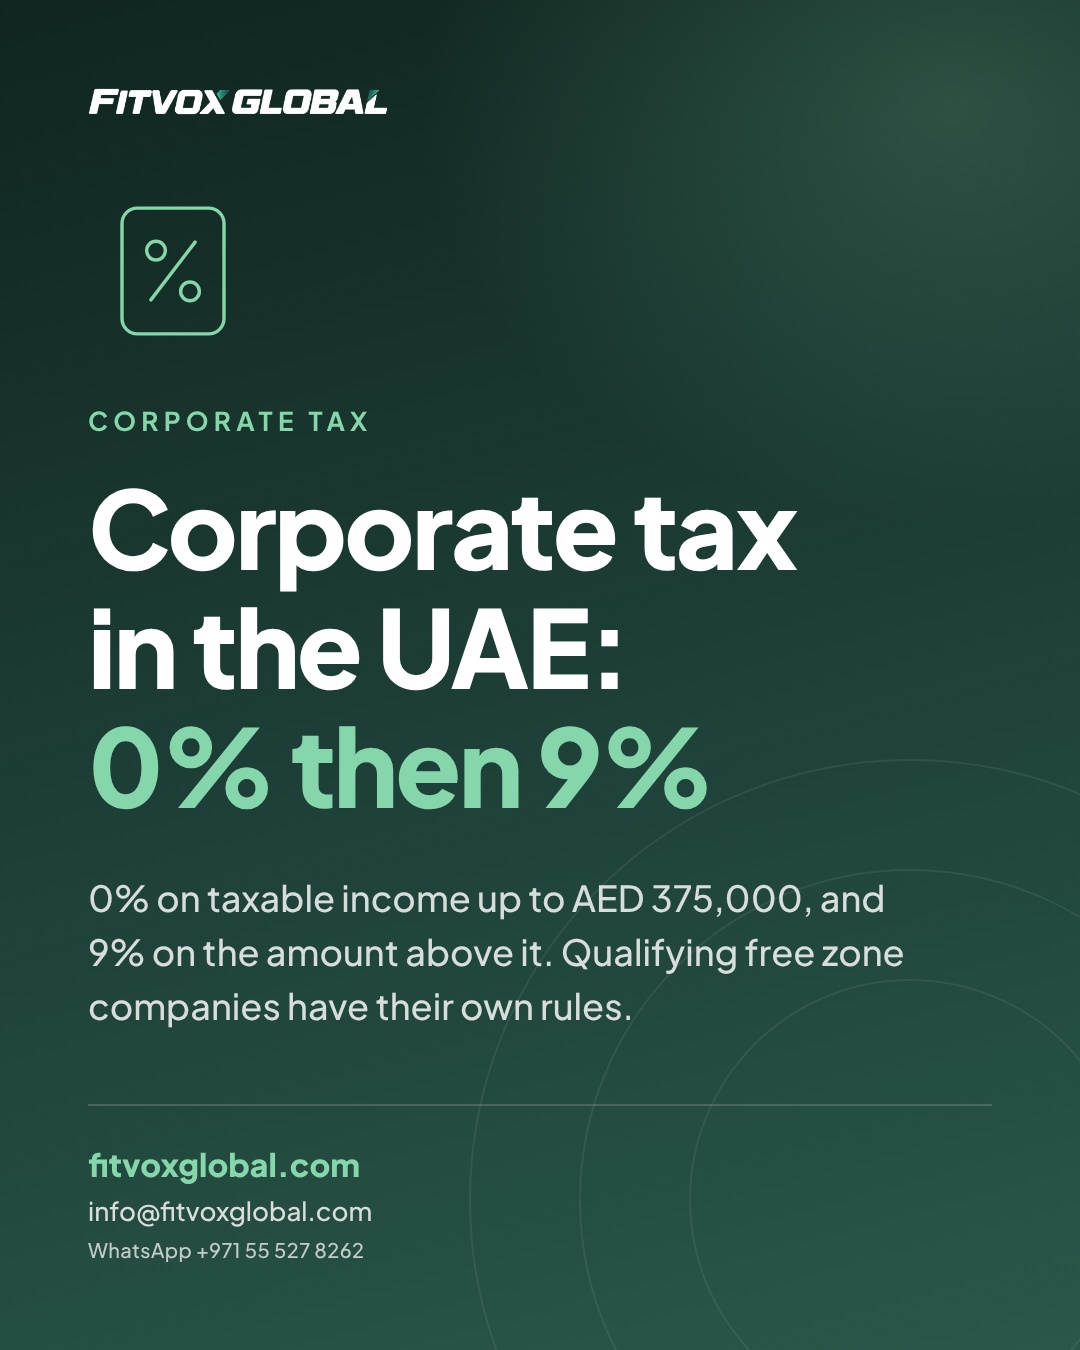 FITVOX GLOBAL
%
CORPORATE TAX
Corporate tax
in the UAE:
0% then 9%
0% on taxable income up to AED 375,000, and
9% on the amount above it. Qualifying free zone
companies have their own rules.
fitvoxglobal.com
info@fitvoxglobal.com
WhatsApp +971 55 527 8262